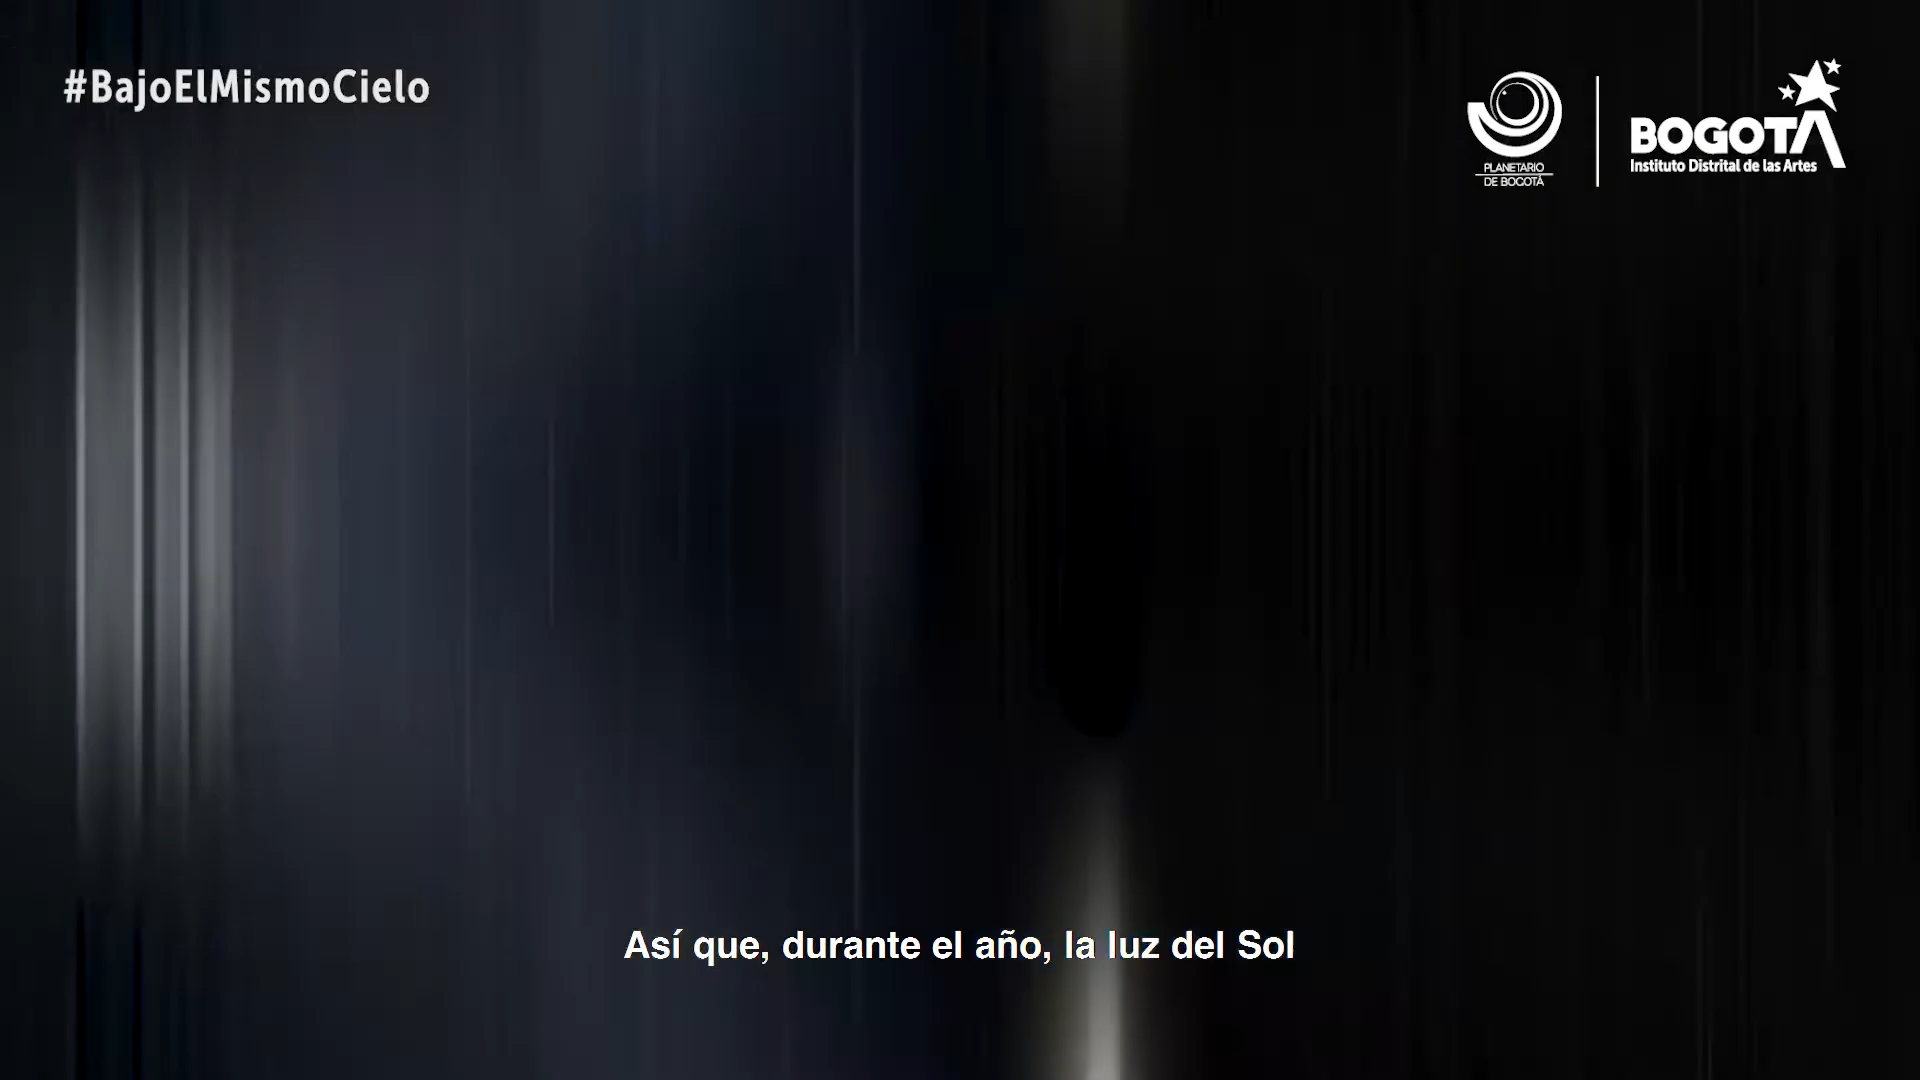 #BajoElMismoCielo
PLANETARIO
DE BOGOTÁ
BOGOTÁ
Instituto Distrital de las Artes
Así que, durante el año, la luz del Sol